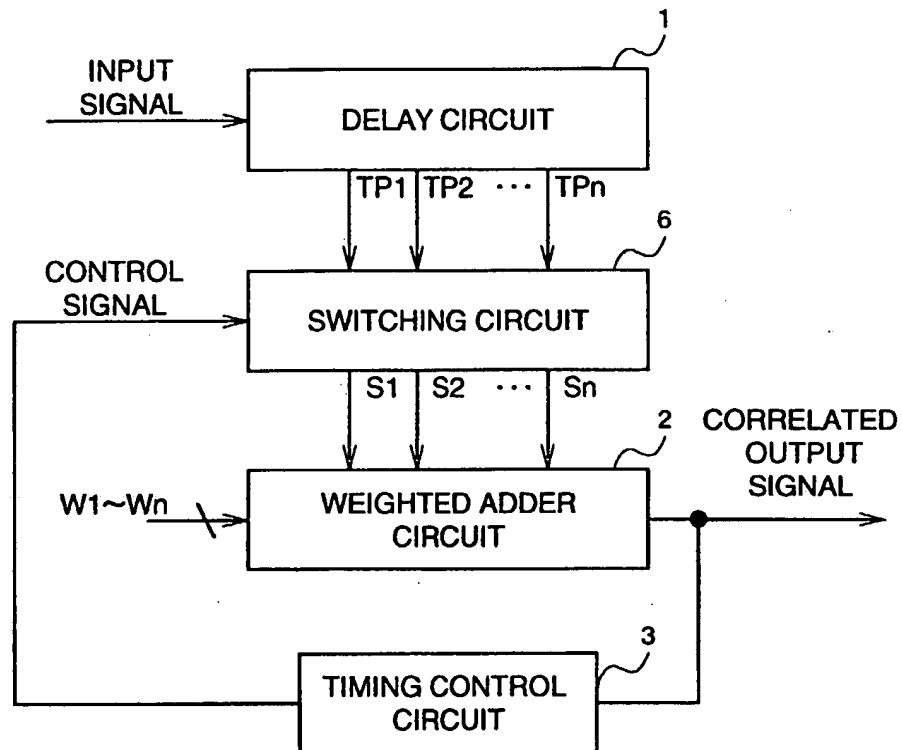 1
INPUT
SIGNAL
DELAY CIRCUIT
TP1 TP2 ··· TPn
6
CONTROL
SIGNAL
SWITCHING CIRCUIT
S1 S2 ··· Sn
2
CORRELATED
OUTPUT
SIGNAL
W1~Wn
WEIGHTED ADDER
CIRCUIT
3
TIMING CONTROL
CIRCUIT